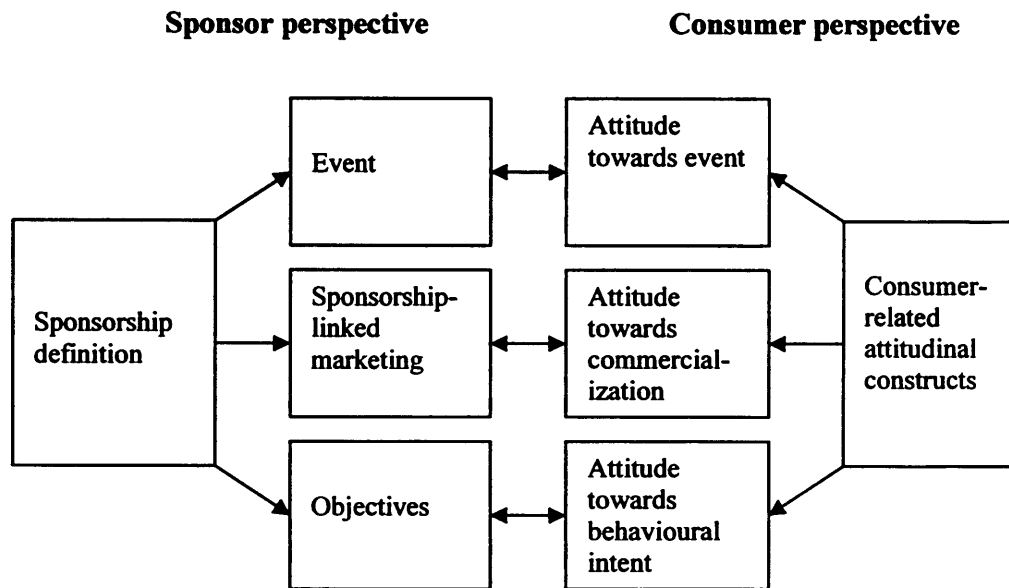 Sponsor perspective
Consumer perspective
Sponsorship
definition
Event
Sponsorship-
linked
marketing
Objectives
Attitude
towards event
Attitude
towards
commercial-
ization
Attitude
towards
behavioural
intent
Consumer-
related
attitudinal
constructs